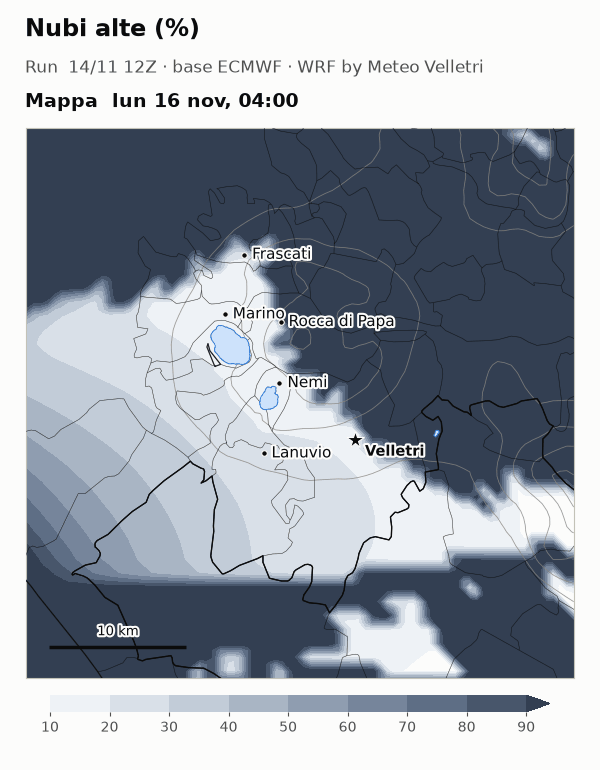 Nubi alte (%)
Run  14/11 12Z · base ECMWF · WRF by Meteo Velletri
Mappa  lun 16 nov, 04:00
Frascati
Marino
Rocca di Papa
Nemi
Velletri
Lanuvio
10 km
10 20 30 40 50 60 70 80 90